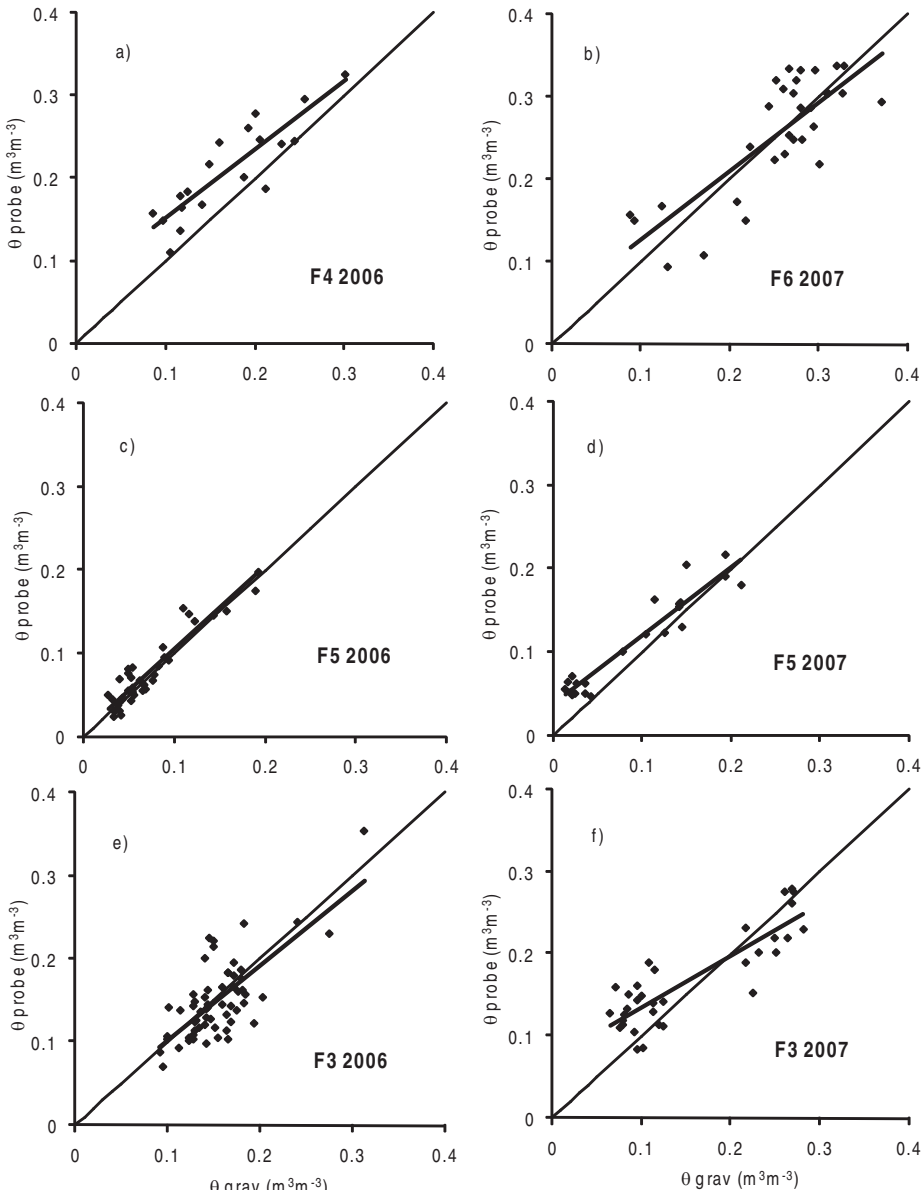 0.4
a)
0.3
0.2
0.1
0
θ probe (m³m⁻³)
F4 2006
0 0.1 0.2 0.3 0.4
0.4
b)
0.3
0.2
0.1
0
θ probe (m³m⁻³)
F6 2007
0 0.1 0.2 0.3 0.4
0.4
c)
0.3
0.2
0.1
0
θ probe (m³m⁻³)
F5 2006
0 0.1 0.2 0.3 0.4
0.4
d)
0.3
0.2
0.1
0
θ probe (m³m⁻³)
F5 2007
0 0.1 0.2 0.3 0.4
0.4
e)
0.3
0.2
0.1
0
θ probe (m³m⁻³)
F3 2006
0 0.1 0.2 0.3 0.4
θ grav (m³m⁻³)
0.4
f)
0.3
0.2
0.1
0
θ probe (m³m⁻³)
F3 2007
0 0.1 0.2 0.3 0.4
θ grav (m³m⁻³)